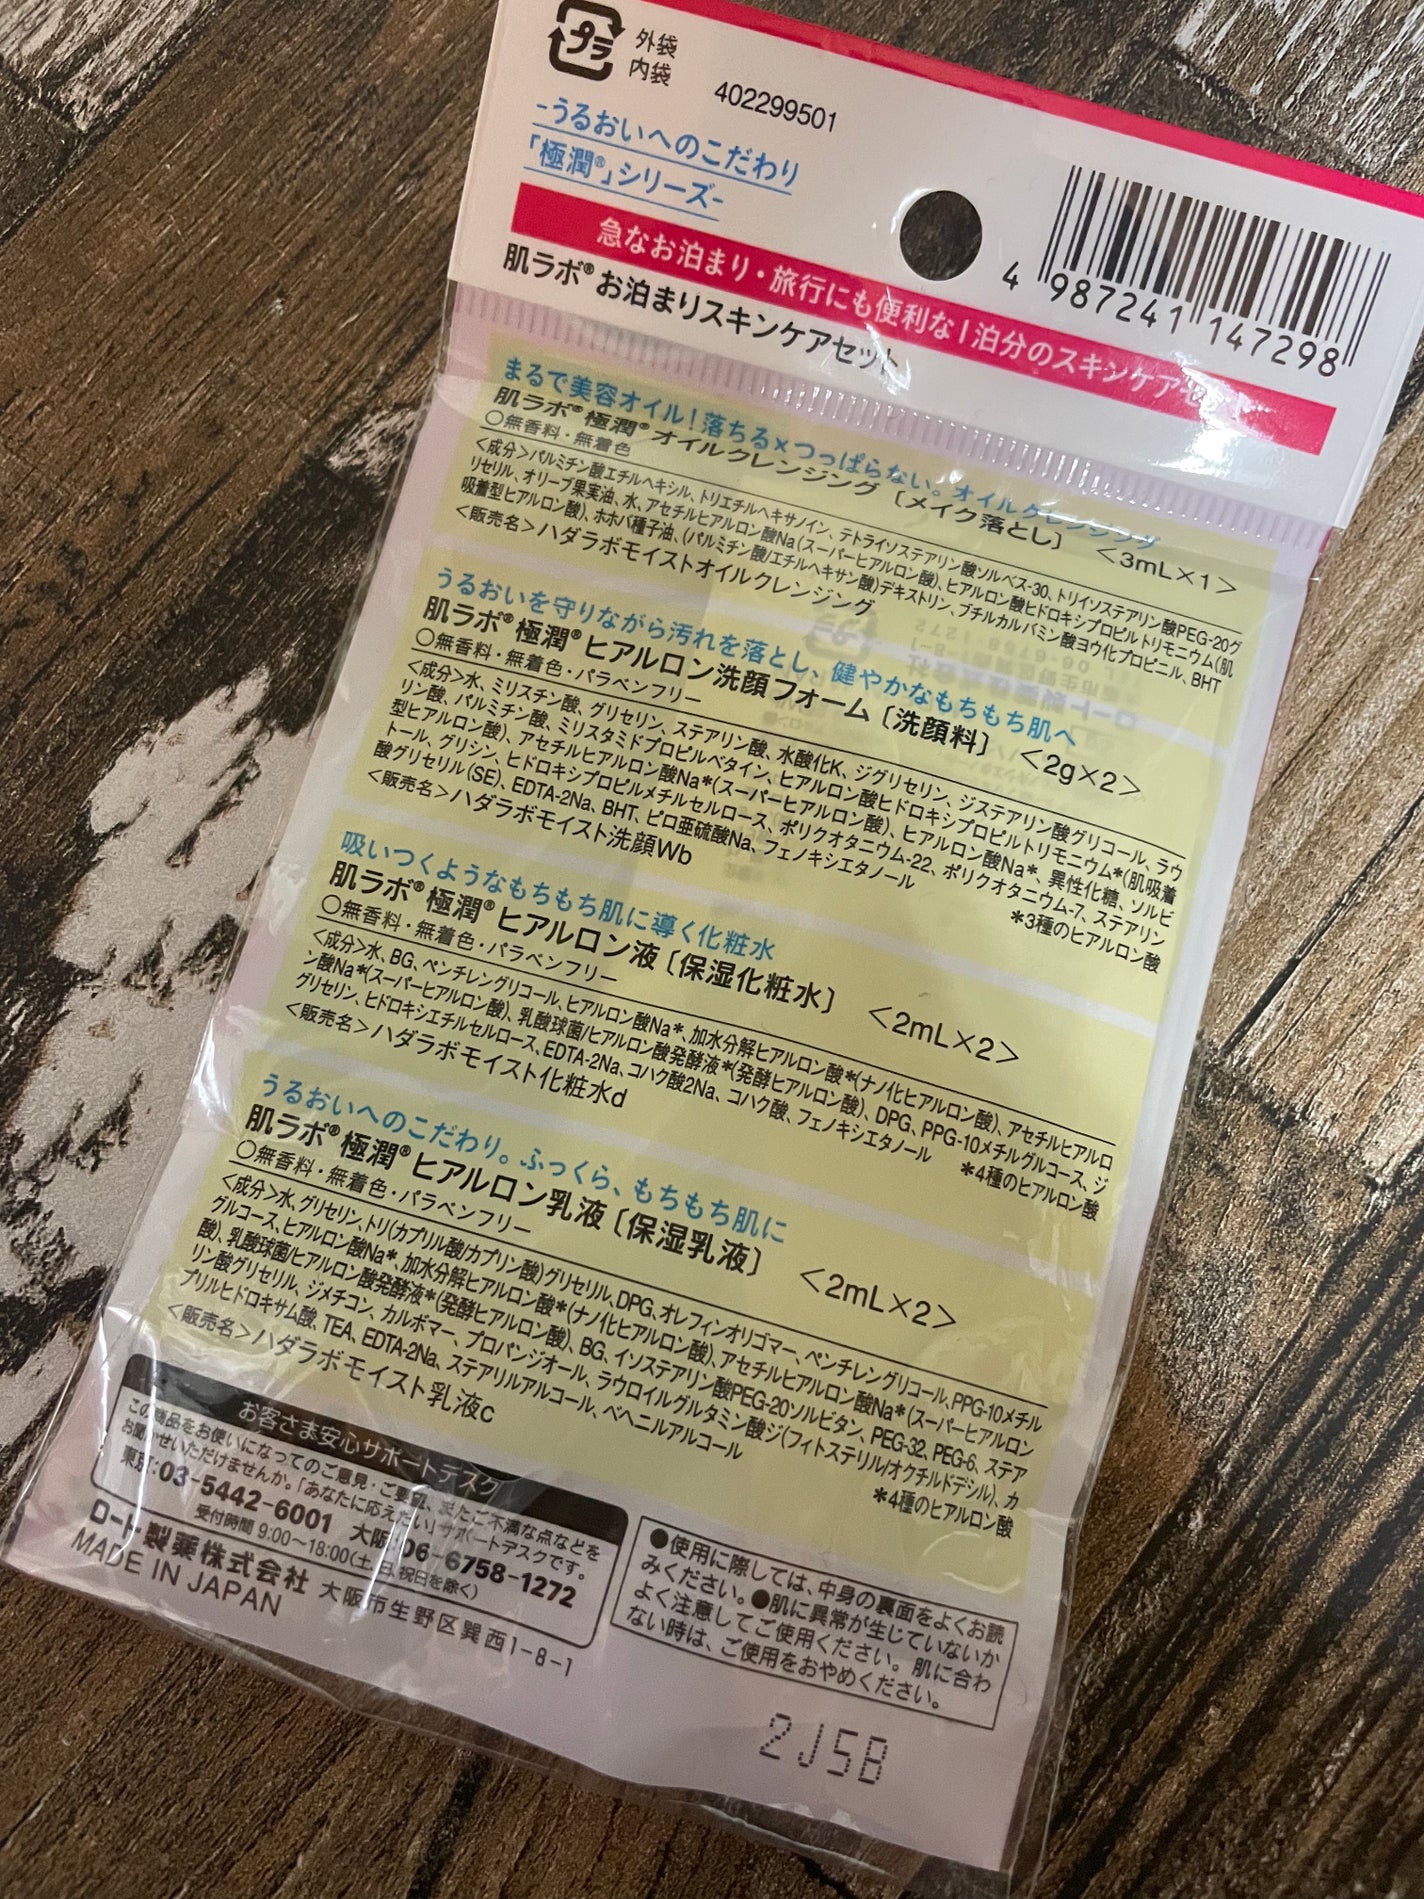 プラ
外袋
内袋
402299501
-うるおいへのこだわり
「極潤®」シリーズ-
4 987241 147298
急なお泊まり・旅行にも便利な1泊分のスキンケアセット
肌ラボ®お泊まりスキンケアセット
まるで美容オイル!落ちる×つっぱらない。オイルクレンジング
肌ラボ®極潤®オイルクレンジング〔メイク落とし〕 <3mL×1>
○無香料・無着色
<成分>パルミチン酸エチルヘキシル、トリエチルヘキサノイン、テトライソステアリン酸ソルベス-30、トリイソステアリン酸PEG-20グ
リセリル、オリーブ果実油、水、アセチルヒアルロン酸Na(スーパーヒアルロン酸)、ヒアルロン酸ヒドロキシプロピルトリモニウム(肌
吸着型ヒアルロン酸)、ホホバ種子油、(パルミチン酸/エチルヘキサン酸)デキストリン、ブチルカルバミン酸ヨウ化プロピニル、BHT
<販売名>ハダラボモイストオイルクレンジング
うるおいを守りながら汚れを落とし、健やかなもちもち肌へ
肌ラボ®極潤®ヒアルロン洗顔フォーム〔洗顔料〕 <2g×2>
○無香料・無着色・パラベンフリー
<成分>水、ミリスチン酸、グリセリン、ステアリン酸、水酸化K、ジグリセリン、ジステアリン酸グリコール、ラウ
リン酸、パルミチン酸、ミリスタミドプロピルベタイン、ヒアルロン酸ヒドロキシプロピルトリモニウム*(肌吸着
型ヒアルロン酸)、アセチルヒアルロン酸Na*(スーパーヒアルロン酸)、ヒアルロン酸Na*、異性化糖、ソルビ
トール、グリシン、ヒドロキシプロピルメチルセルロース、ポリクオタニウム-22、ポリクオタニウム-7、ステアリン
酸グリセリル(SE)、EDTA-2Na、BHT、ピロ亜硫酸Na、フェノキシエタノール *3種のヒアルロン酸
<販売名>ハダラボモイスト洗顔Wb
吸いつくようなもちもち肌に導く化粧水
肌ラボ®極潤®ヒアルロン液〔保湿化粧水〕 <2mL×2>
○無香料・無着色・パラベンフリー
<成分>水、BG、ペンチレングリコール、ヒアルロン酸Na*、加水分解ヒアルロン酸*(ナノ化ヒアルロン酸)、アセチルヒアルロ
ン酸Na*(スーパーヒアルロン酸)、乳酸球菌/ヒアルロン酸発酵液*(発酵ヒアルロン酸)、DPG、PPG-10メチルグルコース、ジ
グリセリン、ヒドロキシエチルセルロース、EDTA-2Na、コハク酸2Na、コハク酸、フェノキシエタノール *4種のヒアルロン酸
<販売名>ハダラボモイスト化粧水d
うるおいへのこだわり。ふっくら、もちもち肌に
肌ラボ®極潤®ヒアルロン乳液〔保湿乳液〕 <2mL×2>
○無香料・無着色・パラベンフリー
<成分>水、グリセリン、トリ(カプリル酸/カプリン酸)グリセリル、DPG、オレフィンオリゴマー、ペンチレングリコール、PPG-10メチル
グルコース、ヒアルロン酸Na*、加水分解ヒアルロン酸*(ナノ化ヒアルロン酸)、アセチルヒアルロン酸Na*(スーパーヒアルロン
酸)、乳酸球菌/ヒアルロン酸発酵液*(発酵ヒアルロン酸)、BG、イソステアリン酸PEG-20ソルビタン、PEG-32、PEG-6、ステア
リン酸グリセリル、ジメチコン、カルボマー、プロパンジオール、ラウロイルグルタミン酸ジ(フィトステリル/オクチルドデシル)、カ
プリルヒドロキサム酸、TEA、EDTA-2Na、ステアリルアルコール、ベヘニルアルコール *4種のヒアルロン酸
<販売名>ハダラボモイスト乳液c
お客さま安心サポートデスク
この商品をお使いになってのご意見・ご要望、またご不満な点などを
お聞かせいただけませんか。「あなたに応えたい」サポートデスクです。
東京:03-5442-6001 大阪:06-6758-1272
受付時間 9:00~18:00(土、日、祝日を除く)
ロート製薬株式会社 大阪市生野区巽西1-8-1
MADE IN JAPAN
●使用に際しては、中身の裏面をよくお読
みください。●肌に異常が生じていないか
よく注意してご使用ください。肌に合わ
ない時は、ご使用をおやめください。
2J5B